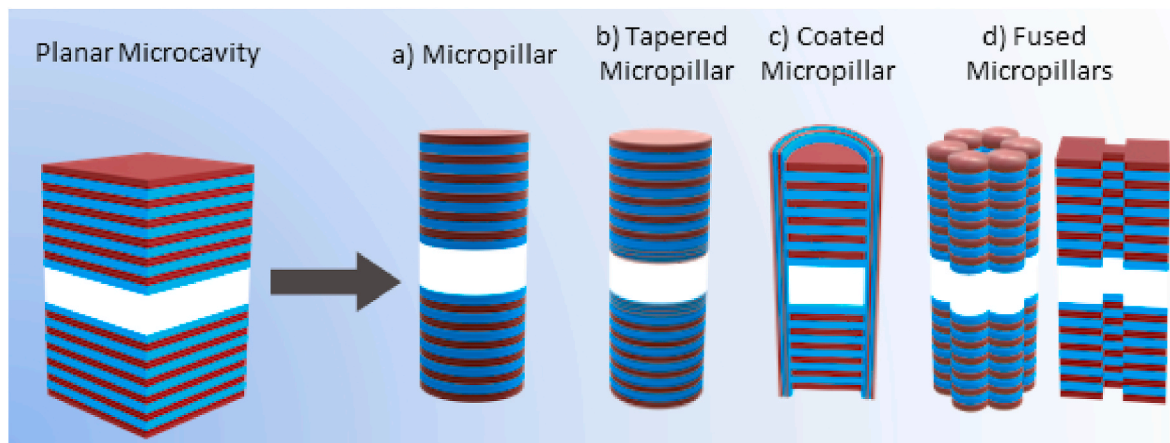 Planar Microcavity
a) Micropillar
b) Tapered
Micropillar
c) Coated
Micropillar
d) Fused
Micropillars